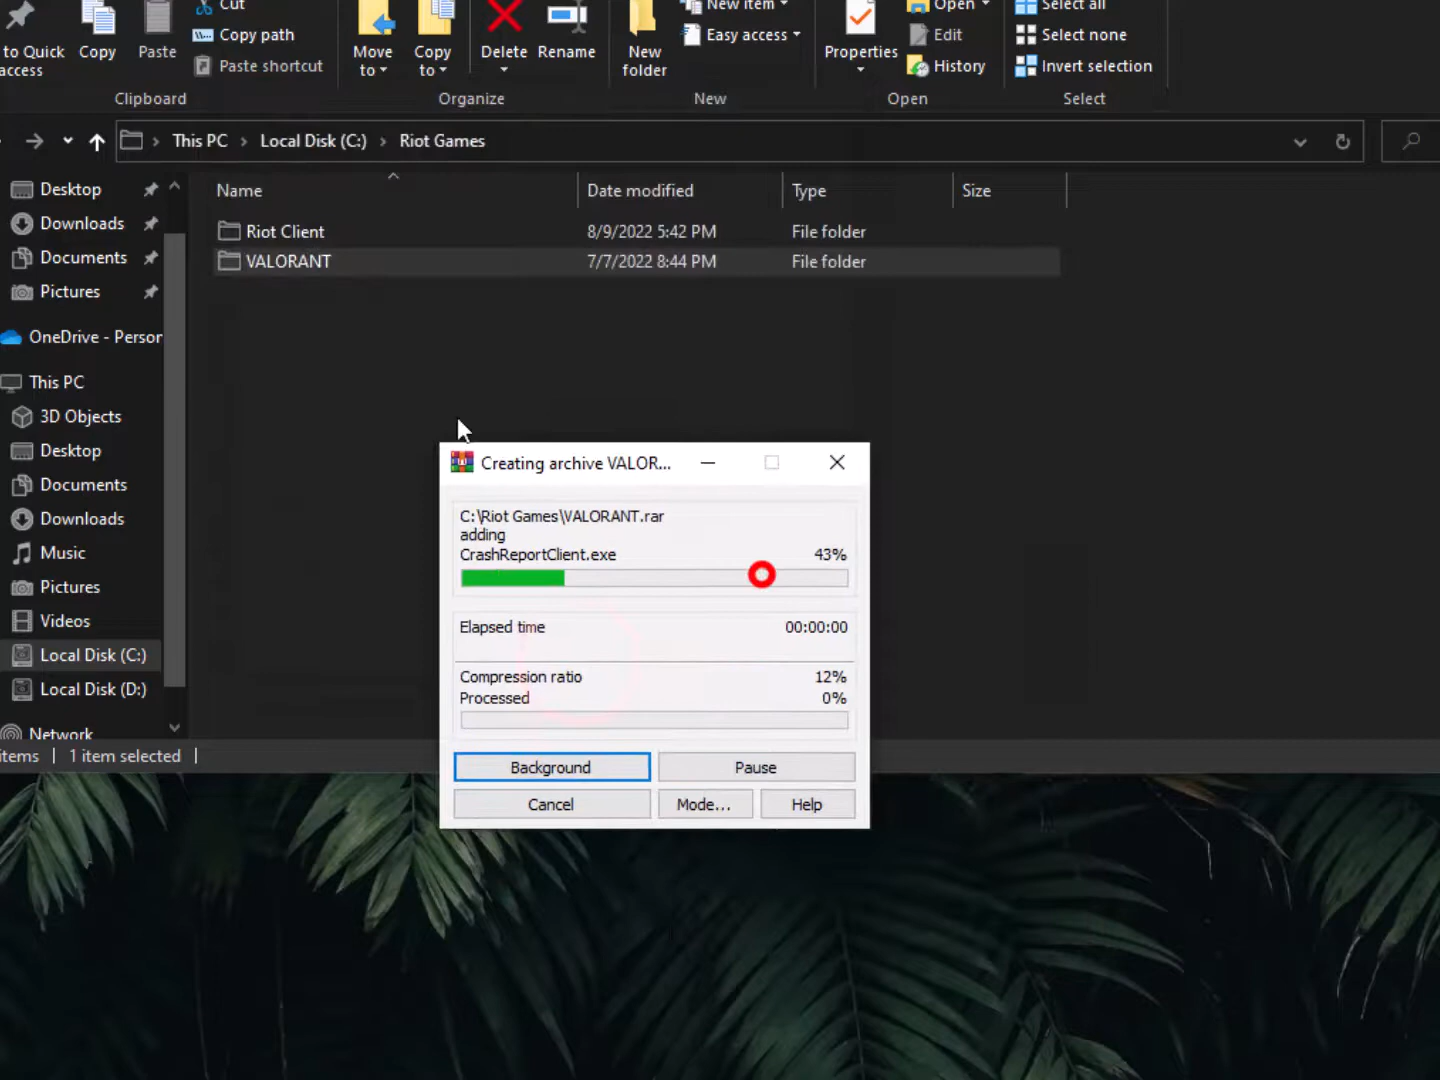 Cut
New item
Open
Select all
to Quick
access
Copy
Paste
Copy path
Paste shortcut
Move
to
Copy
to
Delete
Rename
New
folder
Easy access
Properties
Edit
History
Select none
Invert selection
Clipboard
Organize
New
Open
Select
This PC
Local Disk (C:)
Riot Games
Name
Date modified
Type
Size
Desktop
Downloads
Documents
Pictures
OneDrive - Person
This PC
3D Objects
Desktop
Documents
Downloads
Music
Pictures
Videos
Local Disk (C:)
Local Disk (D:)
Network
Riot Client 8/9/2022 5:42 PM File folder
VALORANT 7/7/2022 8:44 PM File folder
items 1 item selected
Creating archive VALOR...
C:\Riot Games\VALORANT.rar
adding
CrashReportClient.exe 43%
Elapsed time 00:00:00
Compression ratio 12%
Processed 0%
Background Pause
Cancel Mode... Help